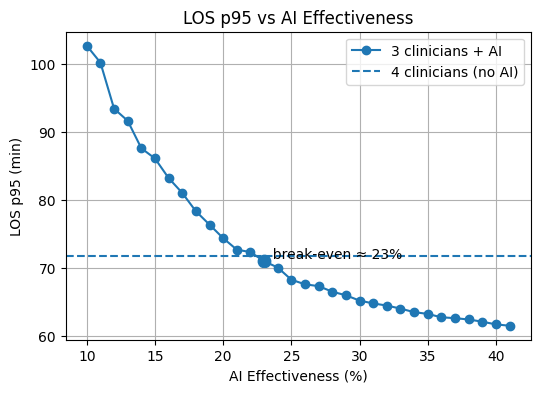 LOS p95 vs AI Effectiveness
3 clinicians + AI
4 clinicians (no AI)
LOS p95 (min)
100
90
80
70
60
break-even ≈ 23%
10 15 20 25 30 35 40
AI Effectiveness (%)